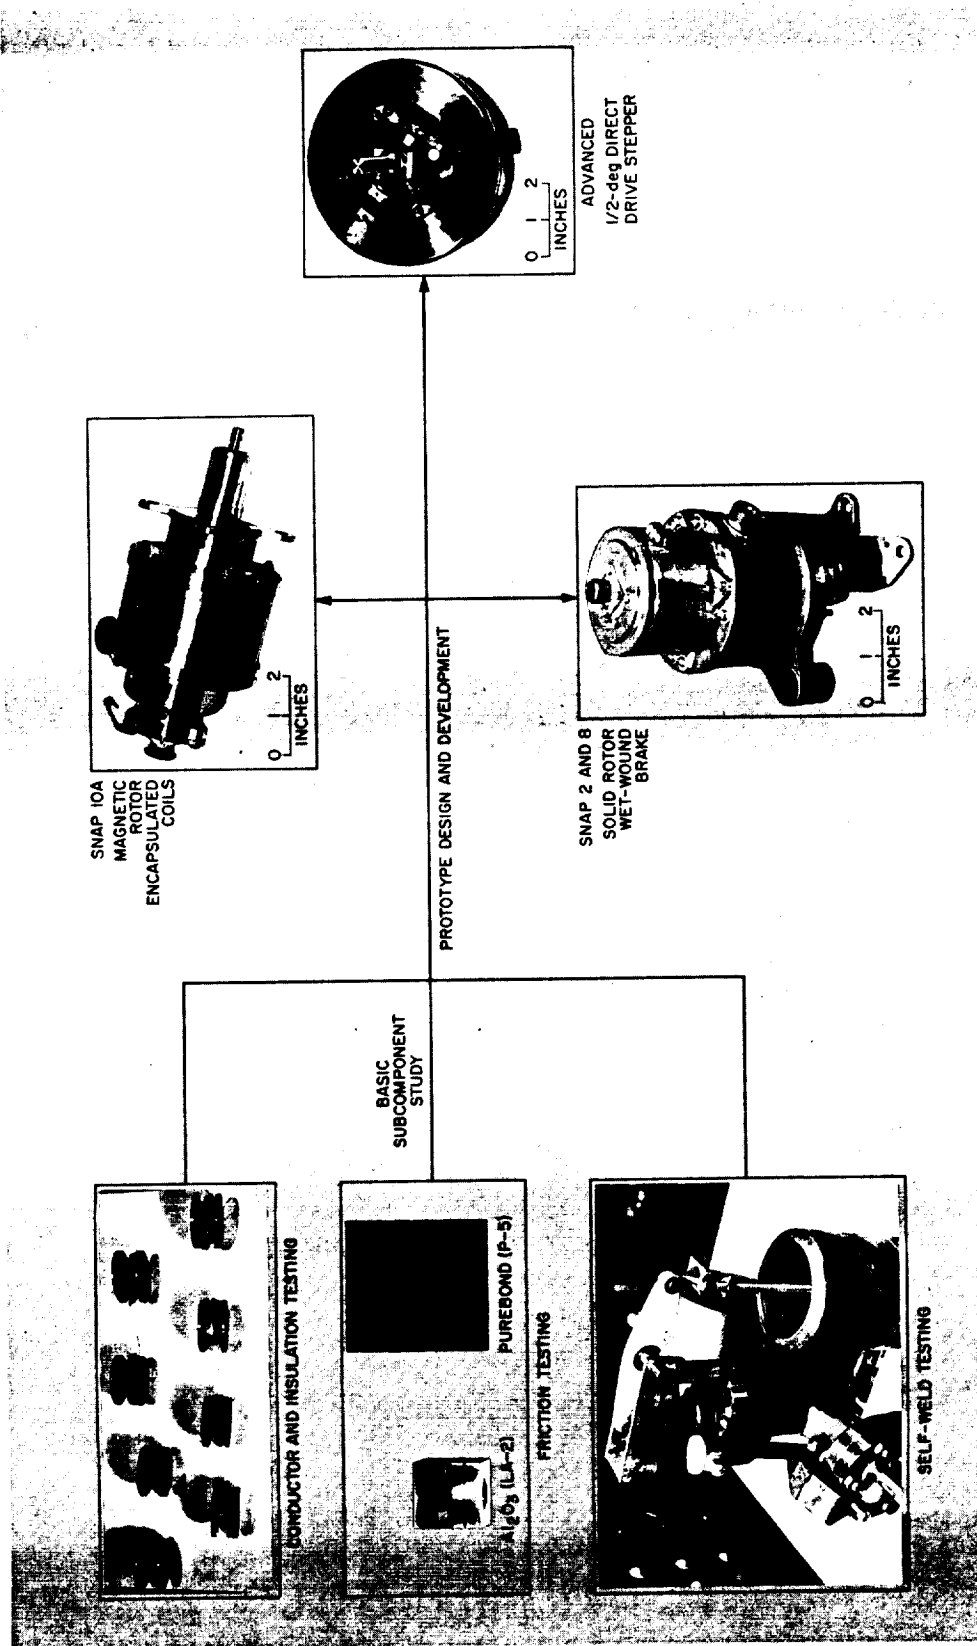 CONDUCTOR AND INSULATION TESTING
Al2O3 (LA-2)
PUREBOND (P-5)
FRICTION TESTING
SELF-WELD TESTING
BASIC
SUBCOMPONENT
STUDY
PROTOTYPE DESIGN AND DEVELOPMENT
SNAP 10A
MAGNETIC
ROTOR
ENCAPSULATED
COILS
0 1 2
INCHES
SNAP 2 AND 8
SOLID ROTOR
WET-WOUND
BRAKE
0 1 2
INCHES
0 1 2
INCHES
ADVANCED
1/2-deg DIRECT
DRIVE STEPPER